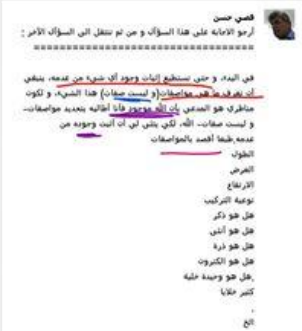 قصي حسن
أرجو الاجابة على هذا السؤال و من ثم ننتقل الى السؤال الآخر :
==================================
في البدء، و حتى نستطيع إثبات وجود أي شيء من عدمه، ينبغي
أن نعرف ما هي مواصفات(و ليست صفات) هذا الشيء، و لكون
مناظري هو المدعي بأن الله موجود فأنا أطالبه بتحديد مواصفات-
و ليست صفات- الله، لكي يتثنى لي أن أثبت وجوده من
عدمه,طبعا أقصد بالمواصفات
الطول
العرض
الارتفاع
نوعية التركيب
هل هو ذكر
هل هو أنثى
هل هو ذرة
هل هو الكترون
,هل هو وحيدة خلية
كثير خلايا
,
الخ